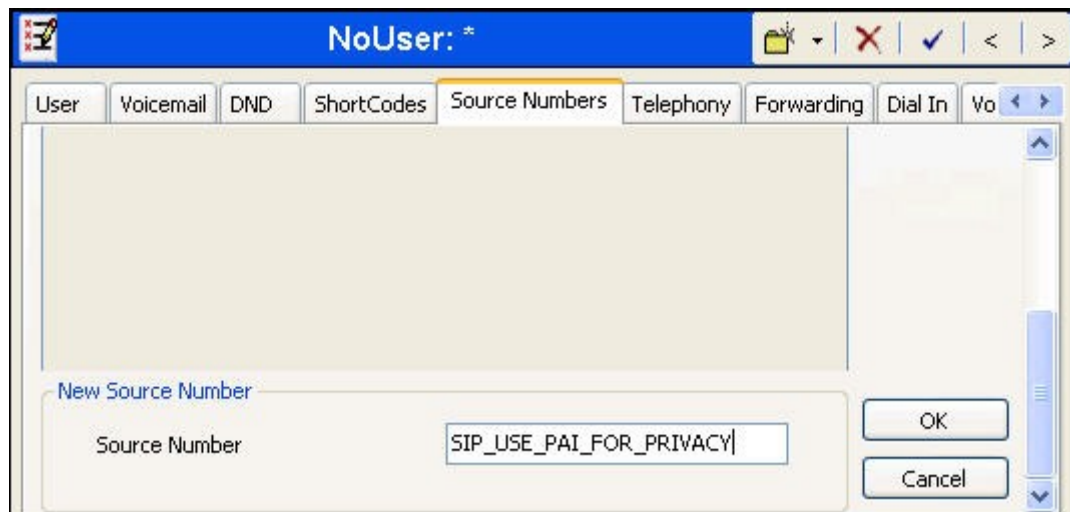 NoUser: *
User Voicemail DND ShortCodes Source Numbers Telephony Forwarding Dial In Vo
New Source Number
Source Number SIP_USE_PAI_FOR_PRIVACY
OK
Cancel